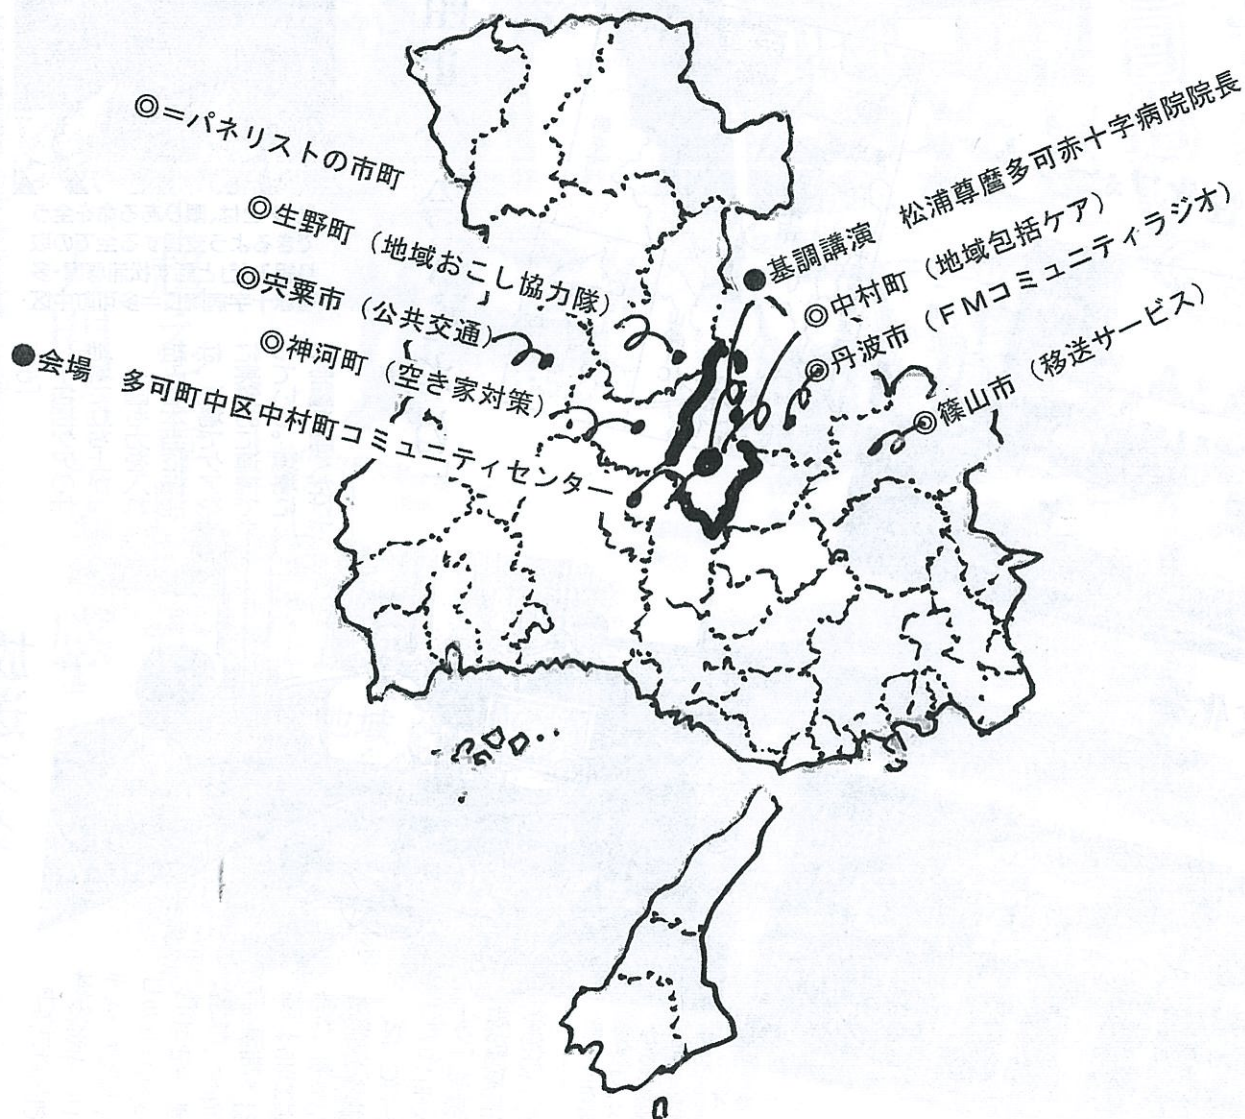 ◎=パネリストの市町
◎生野町(地域おこし協力隊)
◎宍粟市(公共交通)
◎神河町(空き家対策)
●会場 多可町中区中村町コミュニティセンター
●基調講演 松浦尊麿多可赤十字病院院長
◎中村町(地域包括ケア)
◎丹波市(FMコミュニティラジオ)
◎篠山市(移送サービス)